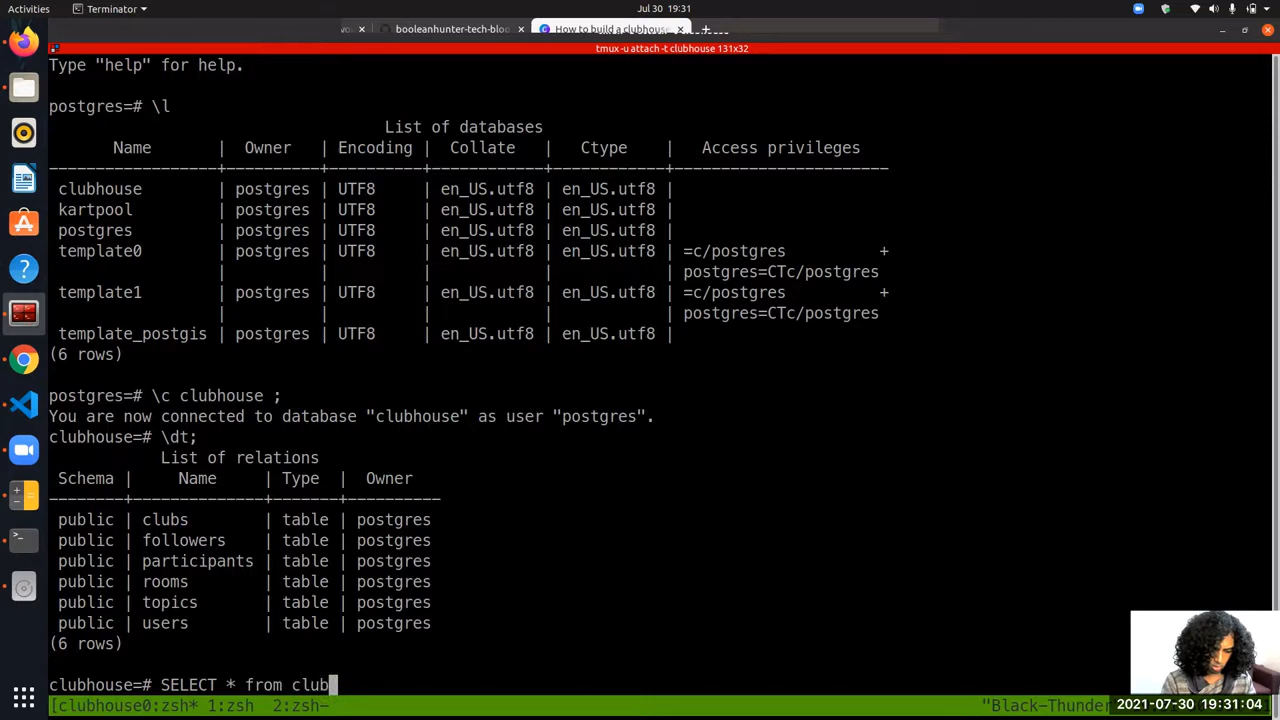 Activities Terminator Jul 30 19:31
booleanhunter-tech-bloo × How to build a clubhouse × +
tmux -u attach -t clubhouse 131x32
Type "help" for help.
postgres=# \l
List of databases
Name | Owner | Encoding | Collate | Ctype | Access privileges
clubhouse | postgres | UTF8 | en_US.utf8 | en_US.utf8 |
kartpool | postgres | UTF8 | en_US.utf8 | en_US.utf8 |
postgres | postgres | UTF8 | en_US.utf8 | en_US.utf8 |
template0 | postgres | UTF8 | en_US.utf8 | en_US.utf8 | =c/postgres +
| | | | | postgres=CTc/postgres
template1 | postgres | UTF8 | en_US.utf8 | en_US.utf8 | =c/postgres +
| | | | | postgres=CTc/postgres
template_postgis | postgres | UTF8 | en_US.utf8 | en_US.utf8 |
(6 rows)
postgres=# \c clubhouse ;
You are now connected to database "clubhouse" as user "postgres".
clubhouse=# \dt;
List of relations
Schema | Name | Type | Owner
public | clubs | table | postgres
public | followers | table | postgres
public | participants | table | postgres
public | rooms | table | postgres
public | topics | table | postgres
public | users | table | postgres
(6 rows)
clubhouse=# SELECT * from club
[clubhouse0:zsh* 1:zsh 2:zsh- "Black-Thunder 2021-07-30 19:31:04